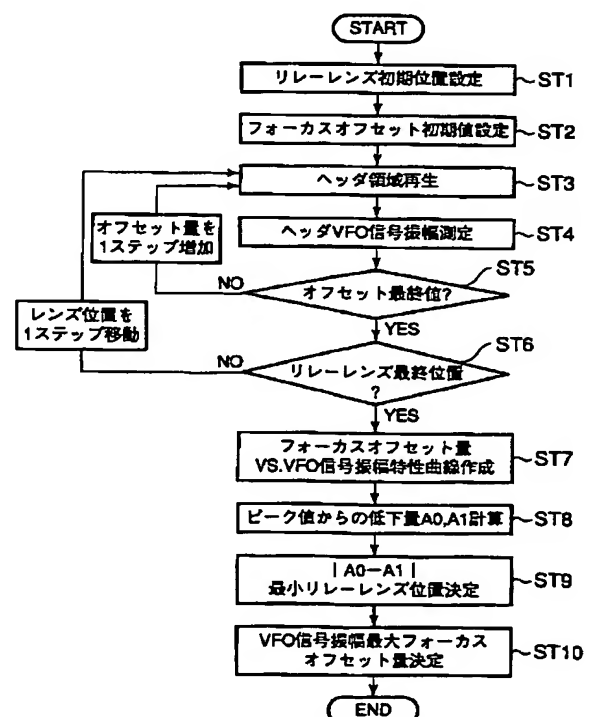 START
リレーレンズ初期位置設定
ST1
フォーカスオフセット初期値設定
ST2
ヘッダ領域再生
ST3
オフセット量を
1ステップ増加
ヘッダVFO信号振幅測定
ST4
ST5
NO
オフセット最終位?
レンズ位置を
1ステップ移動
YES
ST6
NO
リレーレンズ最終位置
?
YES
フォーカスオフセット量
VS.VFO信号振幅特性曲線作成
ST7
ピーク値からの低下量A0,A1計算
ST8
|A0−A1|
最小リレーレンズ位置決定
ST9
VFO信号振幅最大フォーカス
オフセット量決定
ST10
END